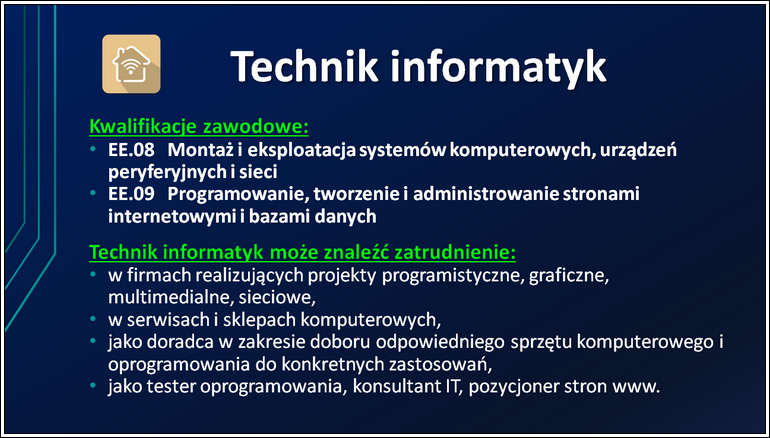 Technik informatyk
Kwalifikacje zawodowe:
• EE.08 Montaż i eksploatacja systemów komputerowych, urządzeń
peryferyjnych i sieci
• EE.09 Programowanie, tworzenie i administrowanie stronami
internetowymi i bazami danych
Technik informatyk może znaleźć zatrudnienie:
• w firmach realizujących projekty programistyczne, graficzne,
multimedialne, sieciowe,
• w serwisach i sklepach komputerowych,
• jako doradca w zakresie doboru odpowiedniego sprzętu komputerowego i
oprogramowania do konkretnych zastosowań,
• jako tester oprogramowania, konsultant IT, pozycjoner stron www.